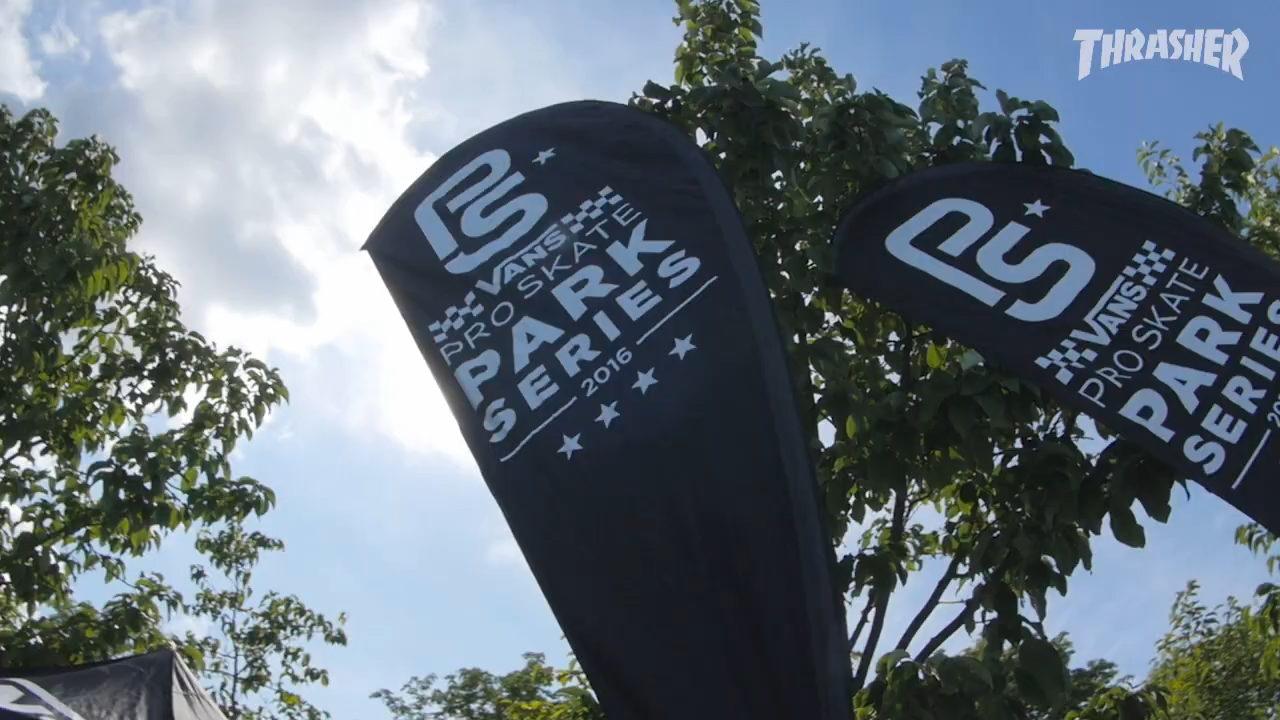 THRASHER
PS
VANS
PRO SKATE
PARK
SERIES
2016
PS
VANS
PRO SKATE
PARK
SERIES